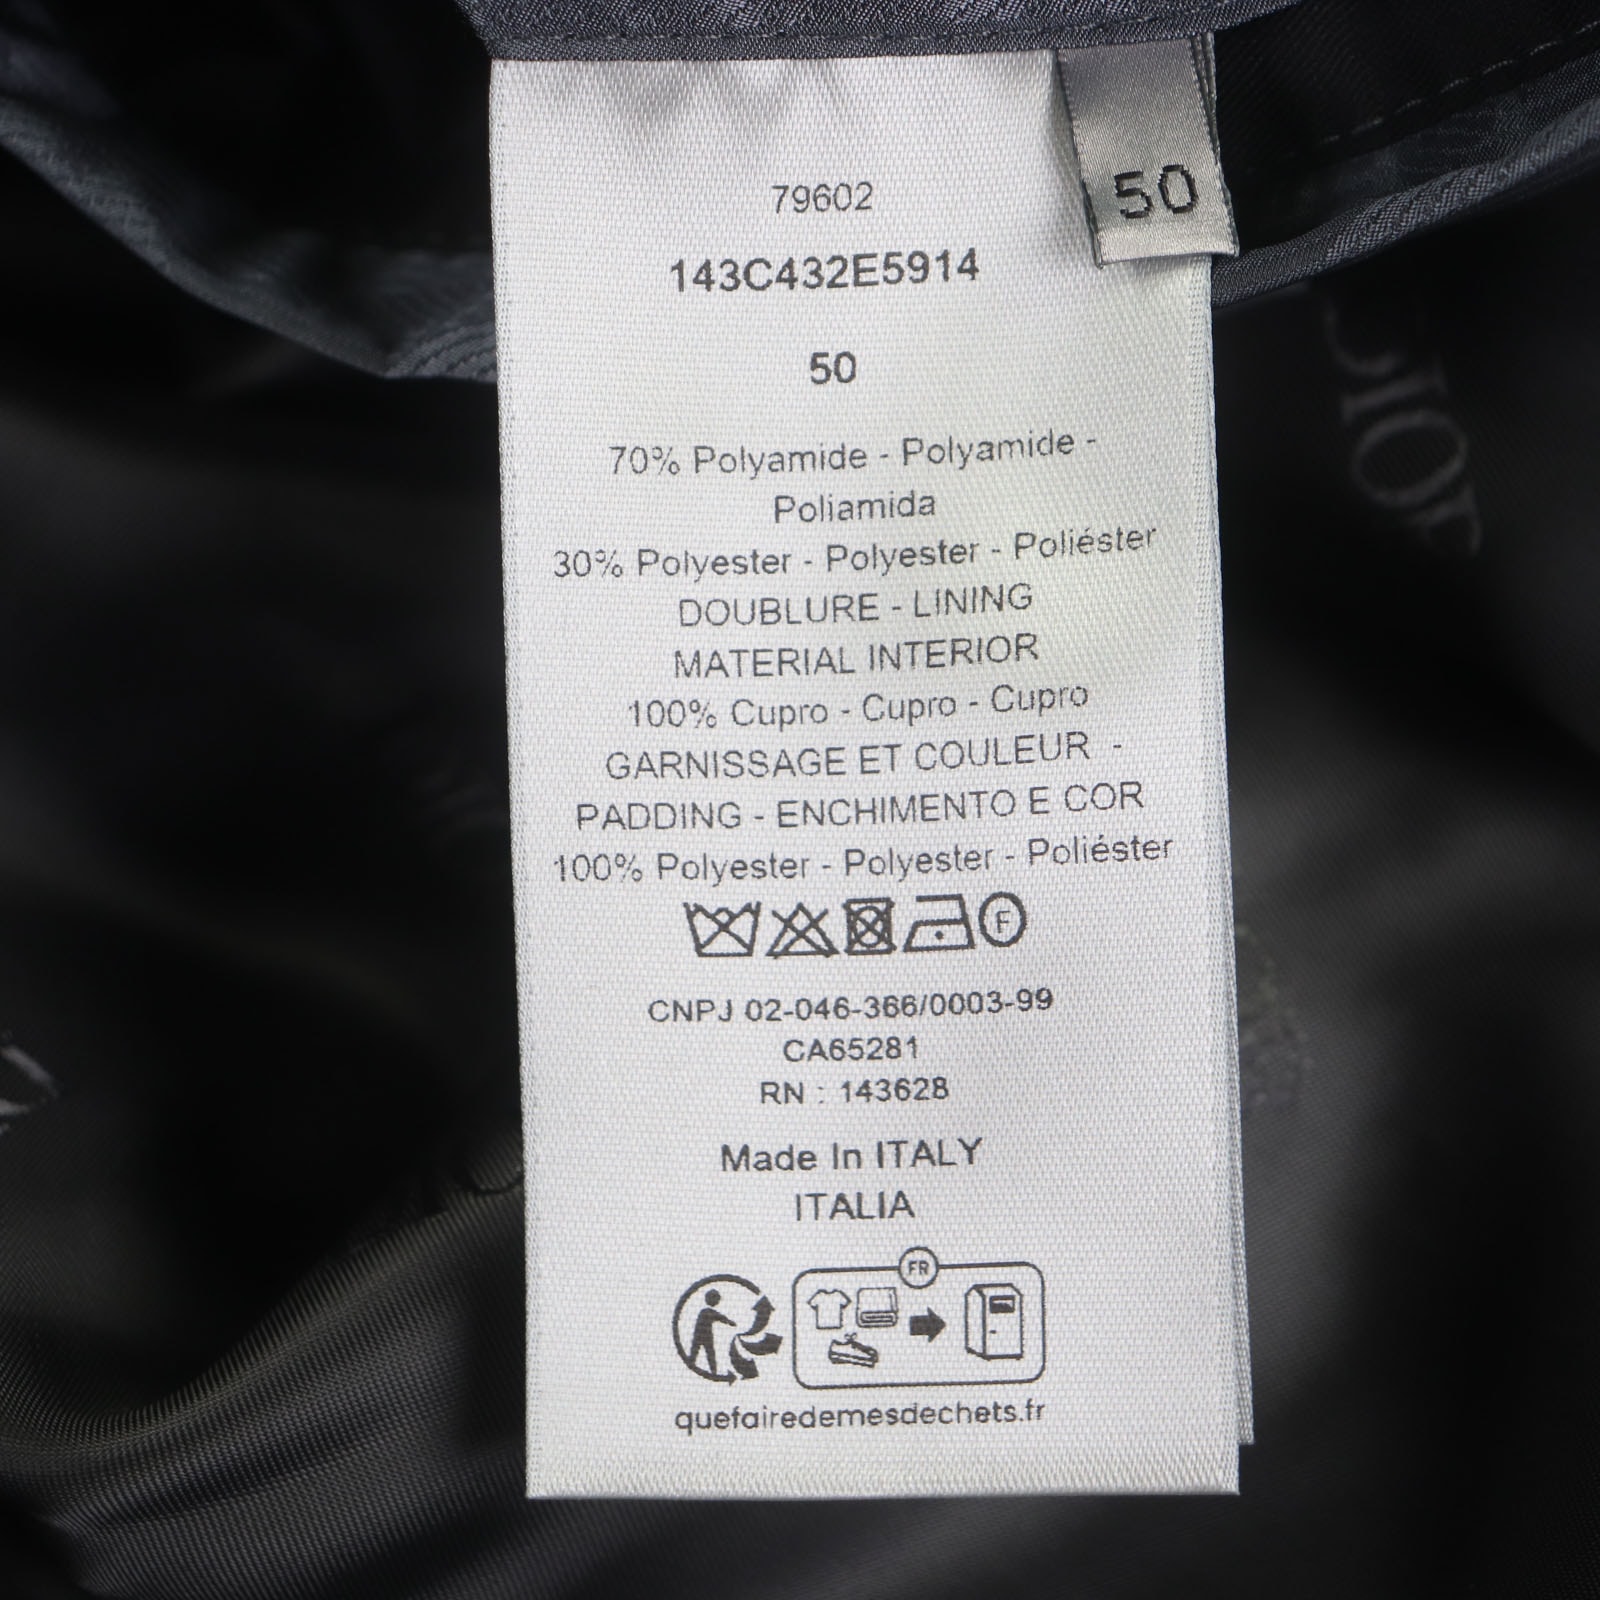 79602
143C432E5914
50
50
70% Polyamide - Polyamide -
Poliamida
30% Polyester - Polyester - Poliéster
DOUBLURE - LINING
MATERIAL INTERIOR
100% Cupro - Cupro - Cupro
GARNISSAGE ET COULEUR -
PADDING - ENCHIMENTO E COR
100% Polyester - Polyester - Poliéster
F
CNPJ 02-046-366/0003-99
CA65281
RN : 143628
Made In ITALY
ITALIA
FR
quefairedemesdechets.fr
DIOR